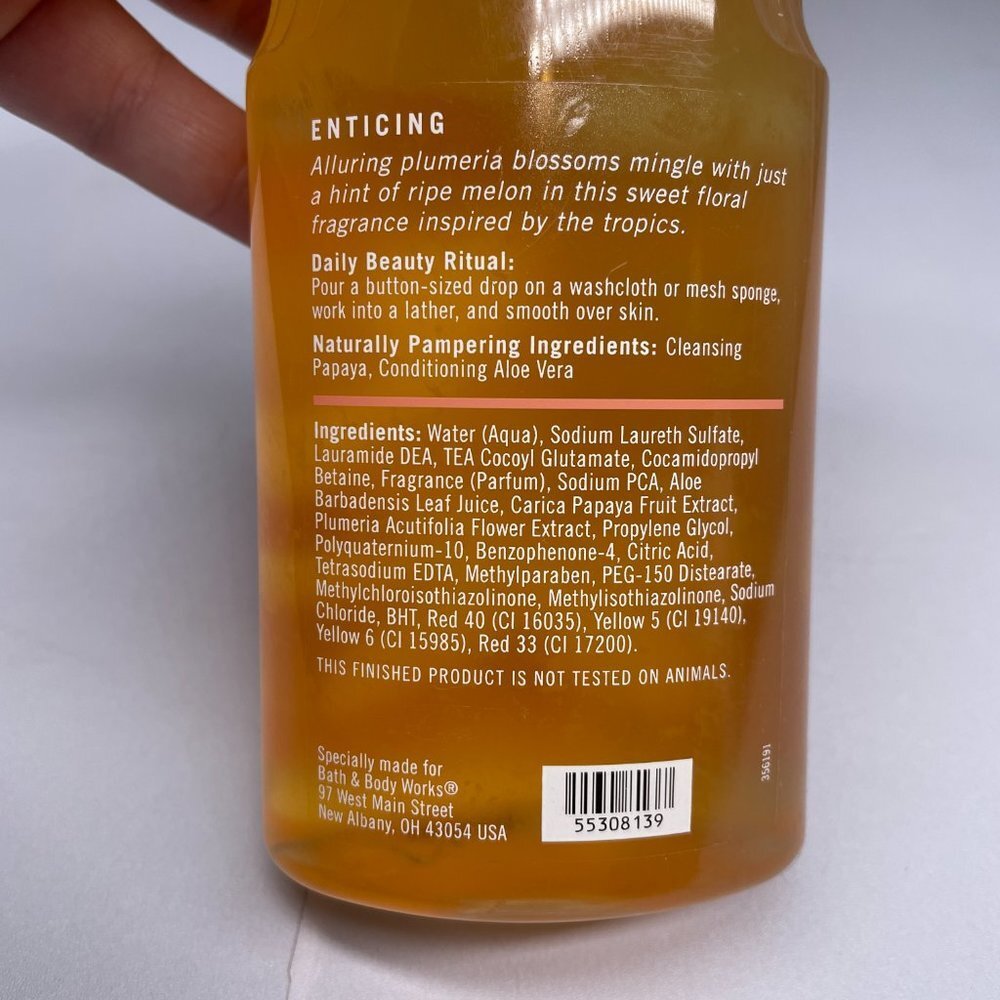 ENTICING
Alluring plumeria blossoms mingle with just
a hint of ripe melon in this sweet floral
fragrance inspired by the tropics.
Daily Beauty Ritual:
Pour a button-sized drop on a washcloth or mesh sponge,
work into a lather, and smooth over skin.
Naturally Pampering Ingredients: Cleansing
Papaya, Conditioning Aloe Vera
Ingredients: Water (Aqua), Sodium Laureth Sulfate,
Lauramide DEA, TEA Cocoyl Glutamate, Cocamidopropyl
Betaine, Fragrance (Parfum), Sodium PCA, Aloe
Barbadensis Leaf Juice, Carica Papaya Fruit Extract,
Plumeria Acutifolia Flower Extract, Propylene Glycol,
Polyquaternium-10, Benzophenone-4, Citric Acid,
Tetrasodium EDTA, Methylparaben, PEG-150 Distearate,
Methylchloroisothiazolinone, Methylisothiazolinone, Sodium
Chloride, BHT, Red 40 (CI 16035), Yellow 5 (CI 19140),
Yellow 6 (CI 15985), Red 33 (CI 17200).
THIS FINISHED PRODUCT IS NOT TESTED ON ANIMALS.
Specially made for
Bath & Body Works®
97 West Main Street
New Albany, OH 43054 USA
55308139
356191